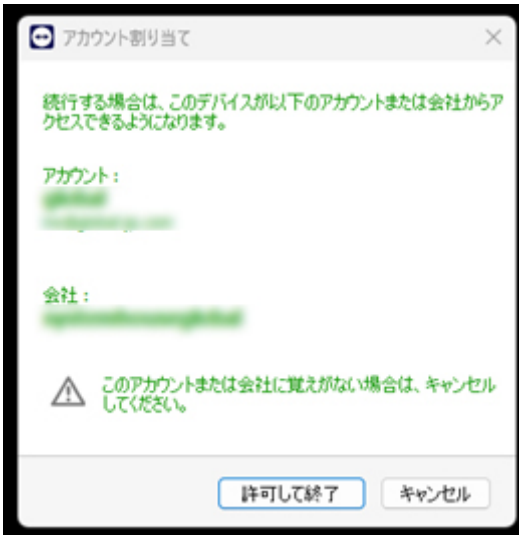 アカウント割り当て
続行する場合は、このデバイスが以下のアカウントまたは会社からア
クセスできるようになります。
アカウント：
会社：
このアカウントまたは会社に覚えがない場合は、キャンセル
してください。
許可して終了
キャンセル